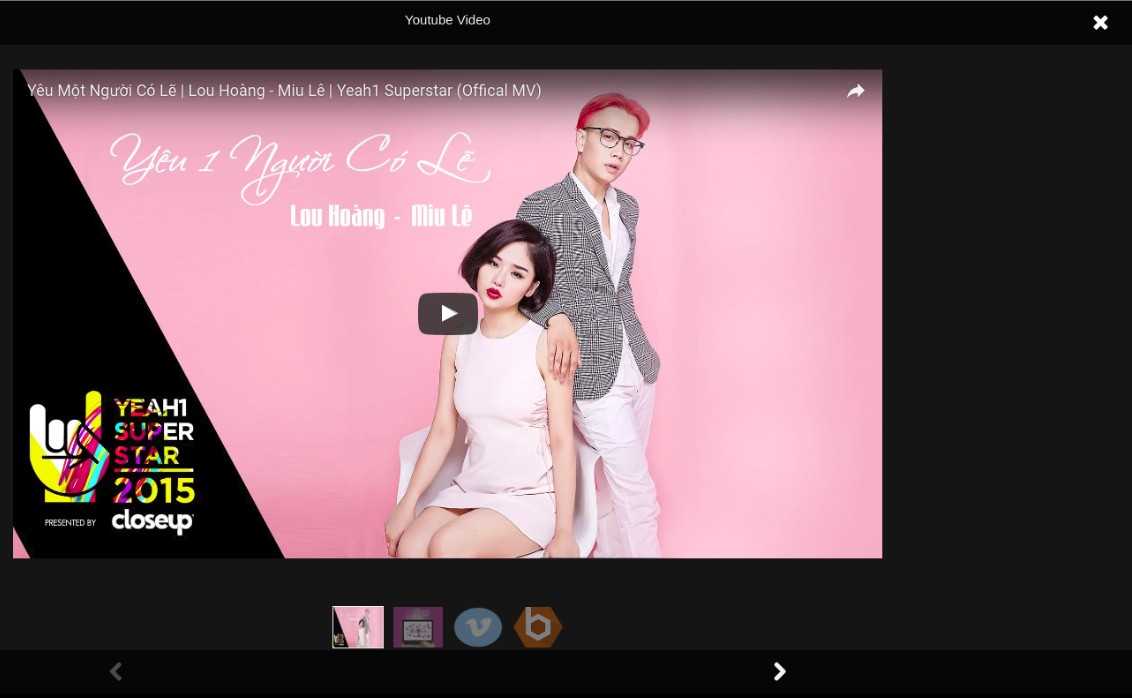 Youtube Video
Yêu Một Người Có Lẽ | Lou Hoàng - Miu Lê | Yeah1 Superstar (Offical MV)
Yêu 1 Người Có Lẽ
Lou Hoàng - Miu Lê
YEAH1
SUPER
STAR
2015
PRESENTED BY closeup